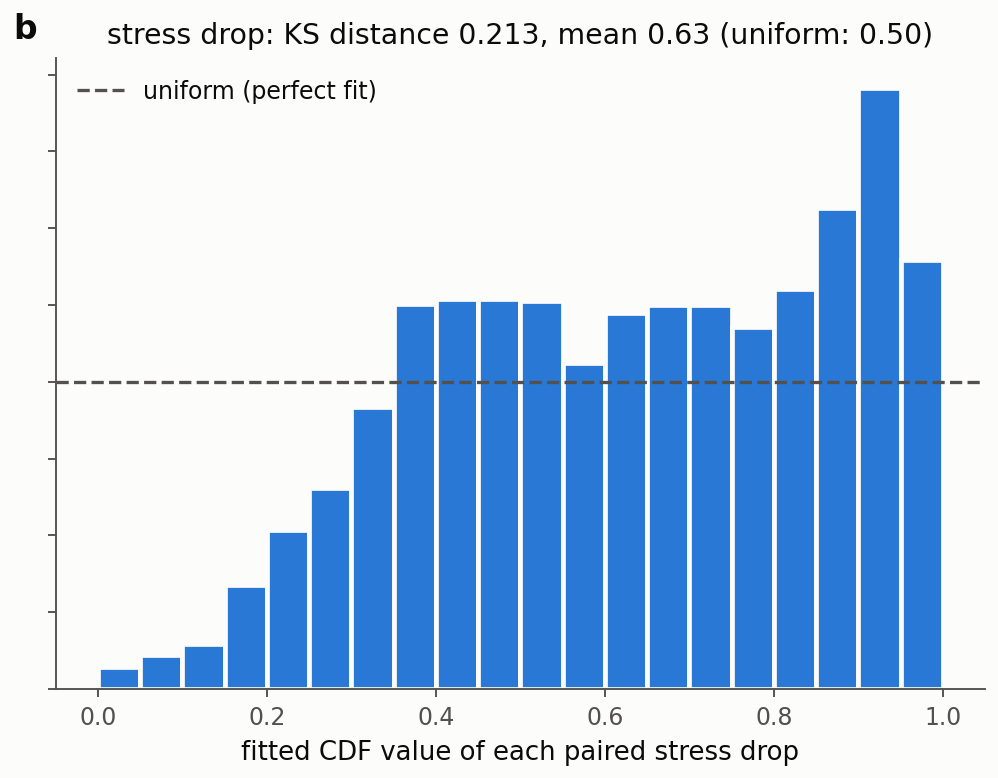 b
stress drop: KS distance 0.213, mean 0.63 (uniform: 0.50)
uniform (perfect fit)
0.0 0.2 0.4 0.6 0.8 1.0
fitted CDF value of each paired stress drop